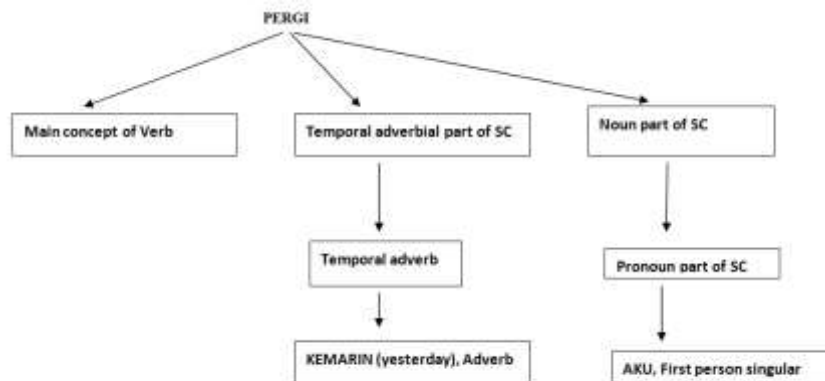 PERGI
Main concept of Verb
Temporal adverbial part of SC
Noun part of SC
Temporal adverb
Pronoun part of SC
KEMARIN (yesterday), Adverb
AKU, First person singular